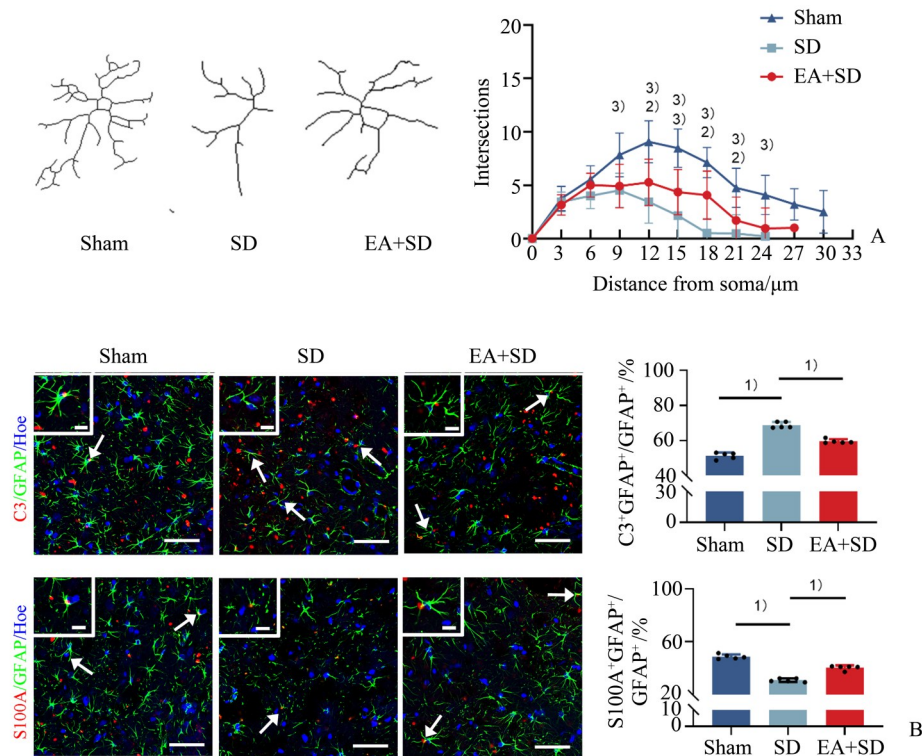 Sham
SD
EA+SD
20
15
10
5
0
Intersections
Sham
SD
EA+SD
3)
3)
2)
3)
3)
3)
2)
3)
2)
3)
0
3
6
9
12
15
18
21
24
27
30
33
Distance from soma/μm
A
Sham
SD
EA+SD
C3/GFAP/Hoe
S100A/GFAP/Hoe
C3⁺GFAP⁺/GFAP⁺/%
100
80
60
40
30
0
1)
1)
Sham
SD
EA+SD
S100A⁺GFAP⁺/
GFAP⁺/%
80
50
20
10
0
1)
1)
Sham
SD
EA+SD
B